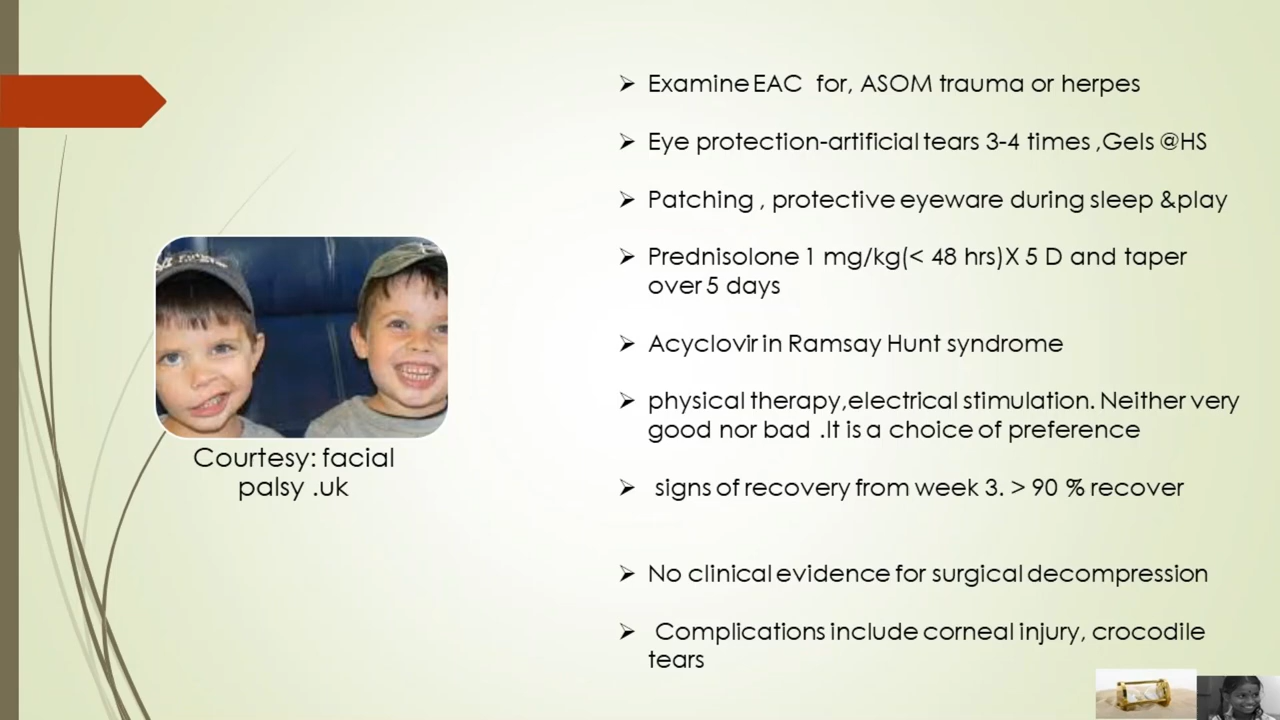 Examine EAC for, ASOM trauma or herpes
Eye protection-artificial tears 3-4 times ,Gels @HS
Patching , protective eyeware during sleep &play
Prednisolone 1 mg/kg(< 48 hrs)X 5 D and taper
over 5 days
Acyclovir in Ramsay Hunt syndrome
physical therapy,electrical stimulation. Neither very
good nor bad .It is a choice of preference
signs of recovery from week 3. > 90 % recover
No clinical evidence for surgical decompression
Complications include corneal injury, crocodile
tears
Courtesy: facial
palsy .uk